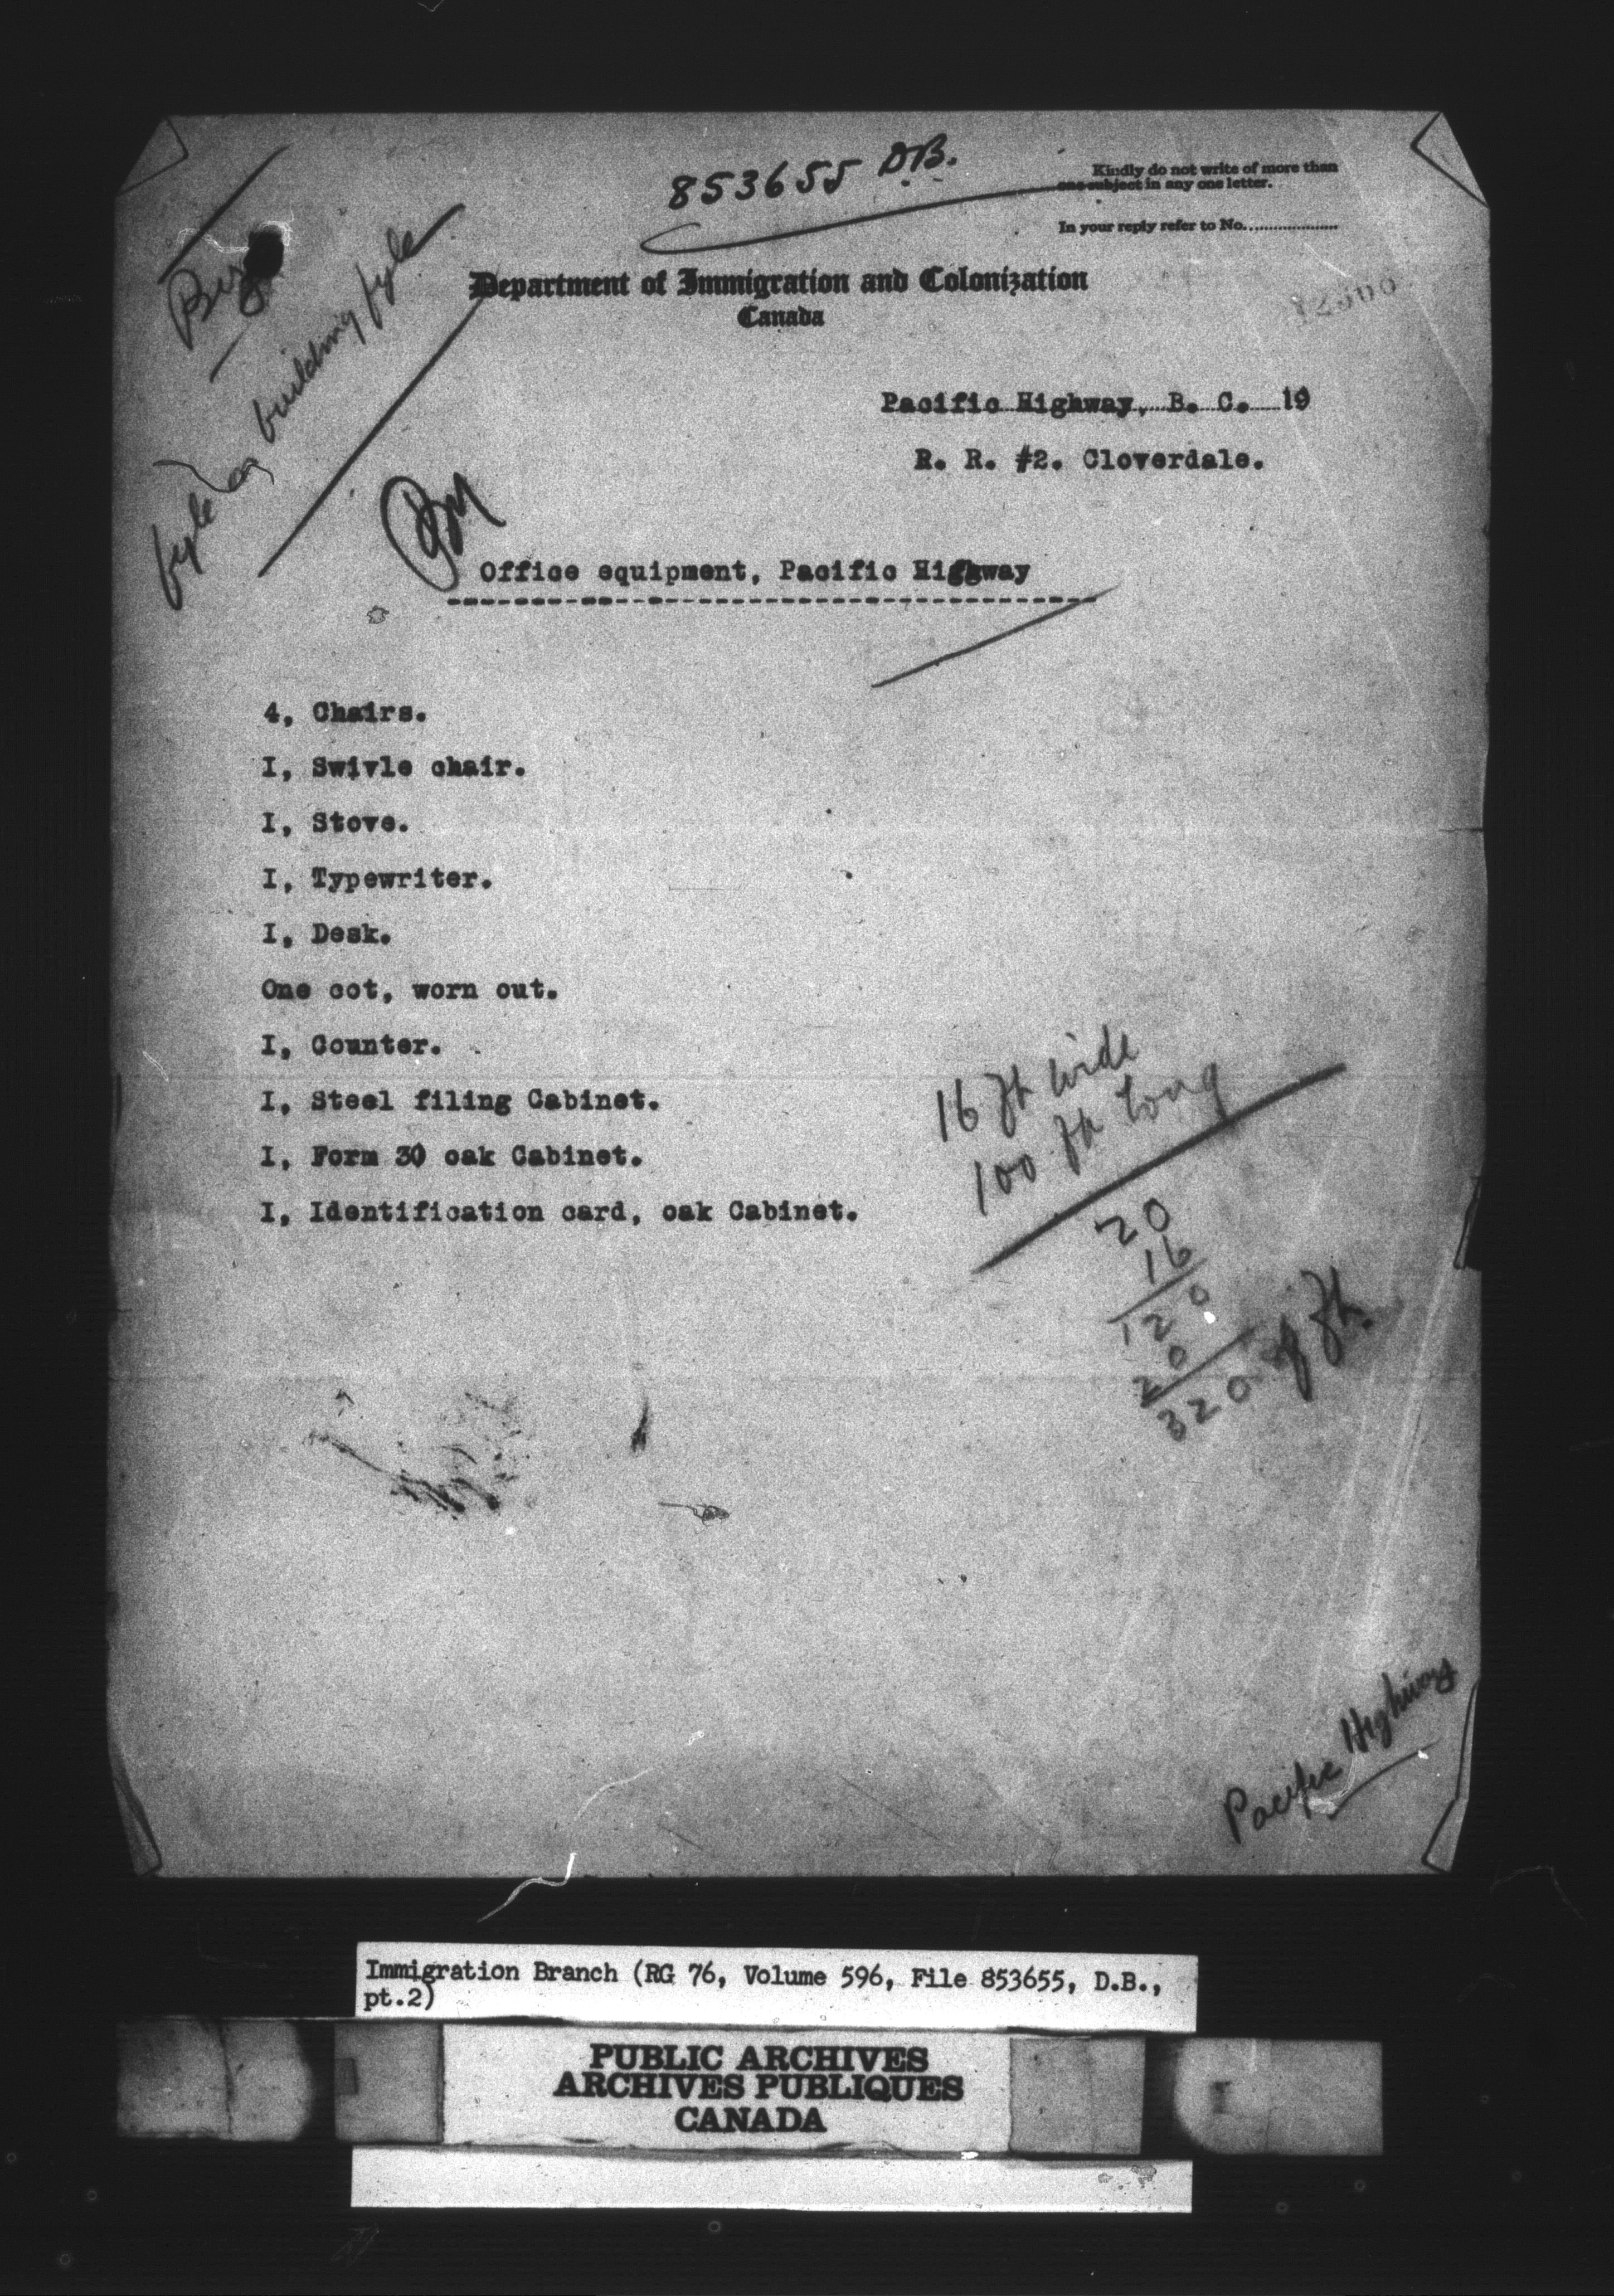 853655 D.B.
Kindly do not write of more than
one subject in any one letter.
In your reply refer to No....................
Department of Immigration and Colonization
Canada
fyle on building fyle
Pacific Highway, B. C. 19
R. R. #2. Cloverdale.
Office equipment, Pacific Highway
4, Chairs.
I, Swivle chair.
I, Stove.
I, Typewriter.
I, Desk.
One cot, worn out.
I, Counter.
I, Steel filing Cabinet.
I, Form 30 oak Cabinet.
I, Identification card, oak Cabinet.
16 ft wide
100 ft long
20
16
120
20
320 ft.
Pacific Highway
Immigration Branch (RG 76, Volume 596, File 853655, D.B.,
pt.2)
PUBLIC ARCHIVES
ARCHIVES PUBLIQUES
CANADA